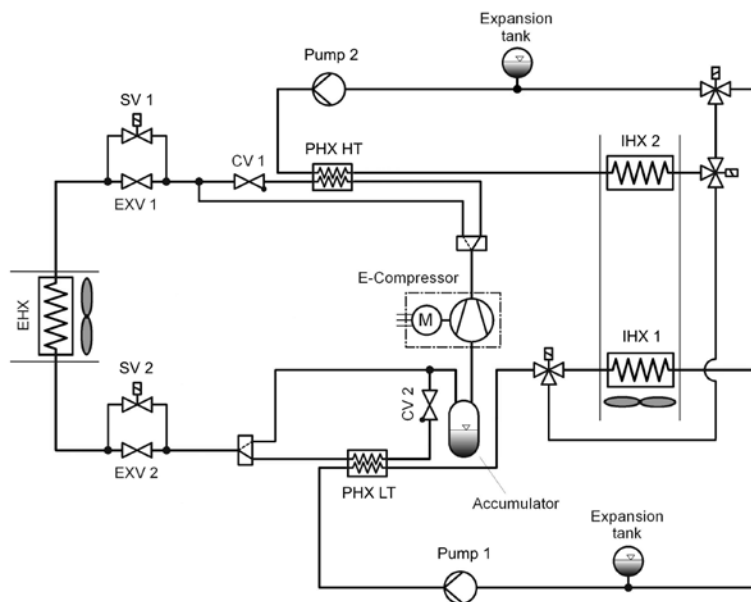 Expansion
tank
Pump 2
SV 1
CV 1
PHX HT
IHX 2
EXV 1
E-Compressor
M
EHX
IHX 1
SV 2
CV 2
EXV 2
PHX LT
Accumulator
Expansion
tank
Pump 1